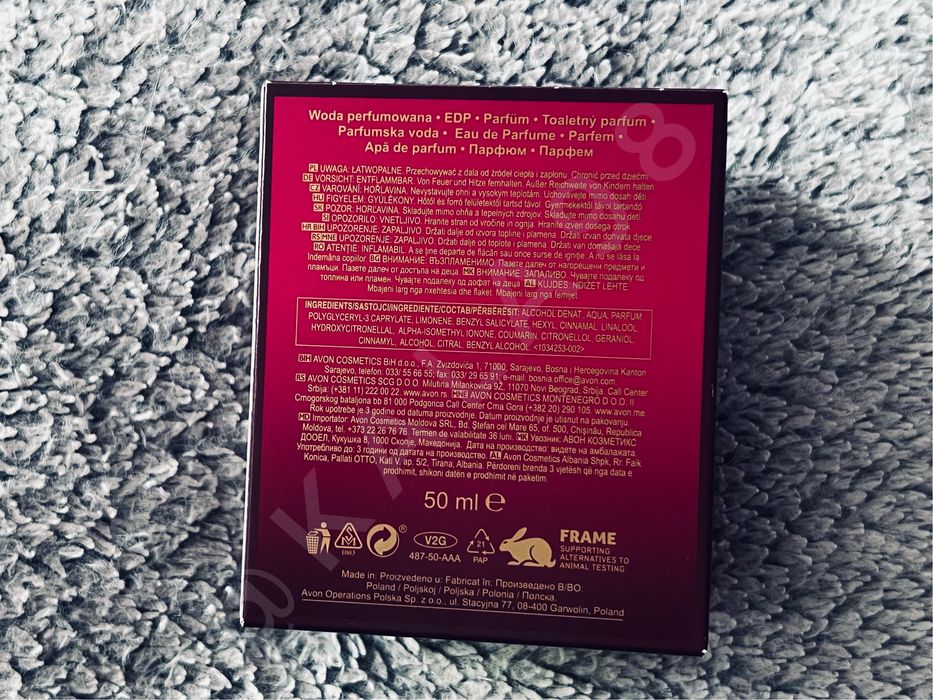 Woda perfumowana • EDP • Parfüm • Toaletný parfum •
Parfumska voda • Eau de Parfume • Parfem •
Apă de parfum • Парфюм • Парфем
PL UWAGA: ŁATWOPALNE. Przechowywać z dala od źródeł ciepła i zapłonu. Chronić przed dziećmi.
DE VORSICHT: ENTFLAMMBAR. Von Feuer und Hitze fernhalten. Außer Reichweite von Kindern halten
CZ VAROVÁNÍ: HOŘLAVINA. Nevystavujte ohni a vysokým teplotám. Uchovávejte mimo dosah dětí
HU FIGYELEM: GYÚLÉKONY. Hőtől és forró felületektől tartsd távol. Gyermekektől távol tartandó
SK POZOR: HORĽAVINA. Skladujte mimo ohňa a tepelných zdrojov. Skladujte mimo dosahu detí.
SI OPOZORILO: VNETLJIVO. Hranite stran od vročine in ognja. Hranite izven dosega otrok
HR BIH UPOZORENJE: ZAPALJIVO. Držati dalje od izvora topline i plamena. Držati izvan dohvata djece
RS MNE UPOZORENJE: ZAPALJIVO. Držati dalje od toplote i plamena. Držati van domašaja dece
RO ATENȚIE: INFLAMABIL. A se ține departe de flăcări sau once surse de igniție. A nu se lăsa la
îndemâna copiilor. BG ВНИМАНИЕ: ВЪЗПЛАМЕНИМО. Пазете далеч от нагорещени предмети и
пламъци. Пазете далеч от достъпа на деца. MK ВНИМАНИЕ: ЗАПАЛИВО. Чувајте подалеку од
топлина или пламен. Чувајте подалеку од дофат на деца. AL KUJDES: NDIZET LEHTE
Mbajeni larg nga nxehtesia dhe flaket. Mbajeni larg nga femijet.
INGREDIENTS/SASTOJCI/INGREDIENTE/СОСТАВ/PËRBERËSIT: ALCOHOL DENAT., AQUA, PARFUM
POLYGLYCERYL-3 CAPRYLATE, LIMONENE, BENZYL SALICYLATE, HEXYL, CINNAMAL, LINALOOL,
HYDROXYCITRONELLAL, ALPHA-ISOMETHYL IONONE, COUMARIN, CITRONELLOL, GERANIOL,
CINNAMYL, ALCOHOL, CITRAL, BENZYL ALCOHOL. <1034253-002>
BIH AVON COSMETICS BiH d.o.o., F.A. Zvizdovića 1, 71000, Sarajevo, Bosna i Hercegovina Kanton
Sarajevo, telefon: 033/ 55 66 55; fax: 033/ 29 65 91; e-mail: bosnia.office@avon.com.
RS AVON COSMETICS SCG D O O. Milutina Milankovića 9Ž, 11070 Novi Beograd, Srbija. Call Center
Srbija: (+381 11) 222 00 22. www.avon.rs. MNE AVON COSMETICS MONTENEGRO D O O. II
Crnogorskog bataljona bb 81 000 Podgorica Call Center Crna Gora (+382 20) 290 105. www.avon.me.
Rok upotrebe je 3 godine od datuma proizvodnje. Datum proizvodnje je utisnut na pakovanju.
MD Importator: Avon Cosmetics Moldova SRL, Bd. Ștefan cel Mare 65, of. 500, Chișinău, Republica
Moldova, tel. +373 22 26 76 76. Termen de valabilitate 36 luni. MK Увозник: АВОН КОЗМЕТИКС
ДООЕЛ, Кукушка 8, 1000 Скопје, Македонија. Дата на производство: видете на амбалажата.
Употребливо до: 3 години од датата на производство. AL Avon Cosmetics Albania Shpk, Rr. Faik
Konica, Pallati OTTO, Kati V, ap. 5/2, Tirana, Albania. Përdoreni brenda 3 vjetësh që nga data e
prodhimit, shikoni datën e prodhimit në paketim.
50 ml ℮
1003
®
V2G
487-50-AAA
21
PAP
FRAME
SUPPORTING
ALTERNATIVES TO
ANIMAL TESTING
Made in: Proizvedeno u: Fabricat în: Произведено В/ВО:
Poland / Poljskoj / Poljska / Polonia / Полска.
Avon Operations Polska Sp. z o.o., ul. Stacyjna 77, 08-400 Garwolin, Poland